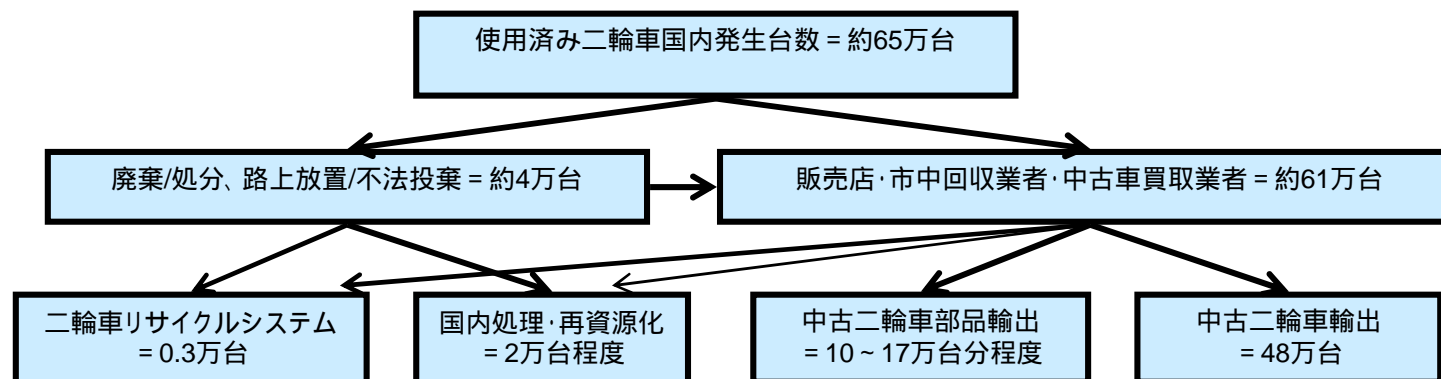 使用済み二輪車国内発生台数 = 約65万台
廃棄/処分、路上放置/不法投棄 = 約4万台
販売店・市中回収業者・中古車買取業者 = 約61万台
二輪車リサイクルシステム
= 0.3万台
国内処理・再資源化
= 2万台程度
中古二輪車部品輸出
= 10 ~ 17万台分程度
中古二輪車輸出
= 48万台